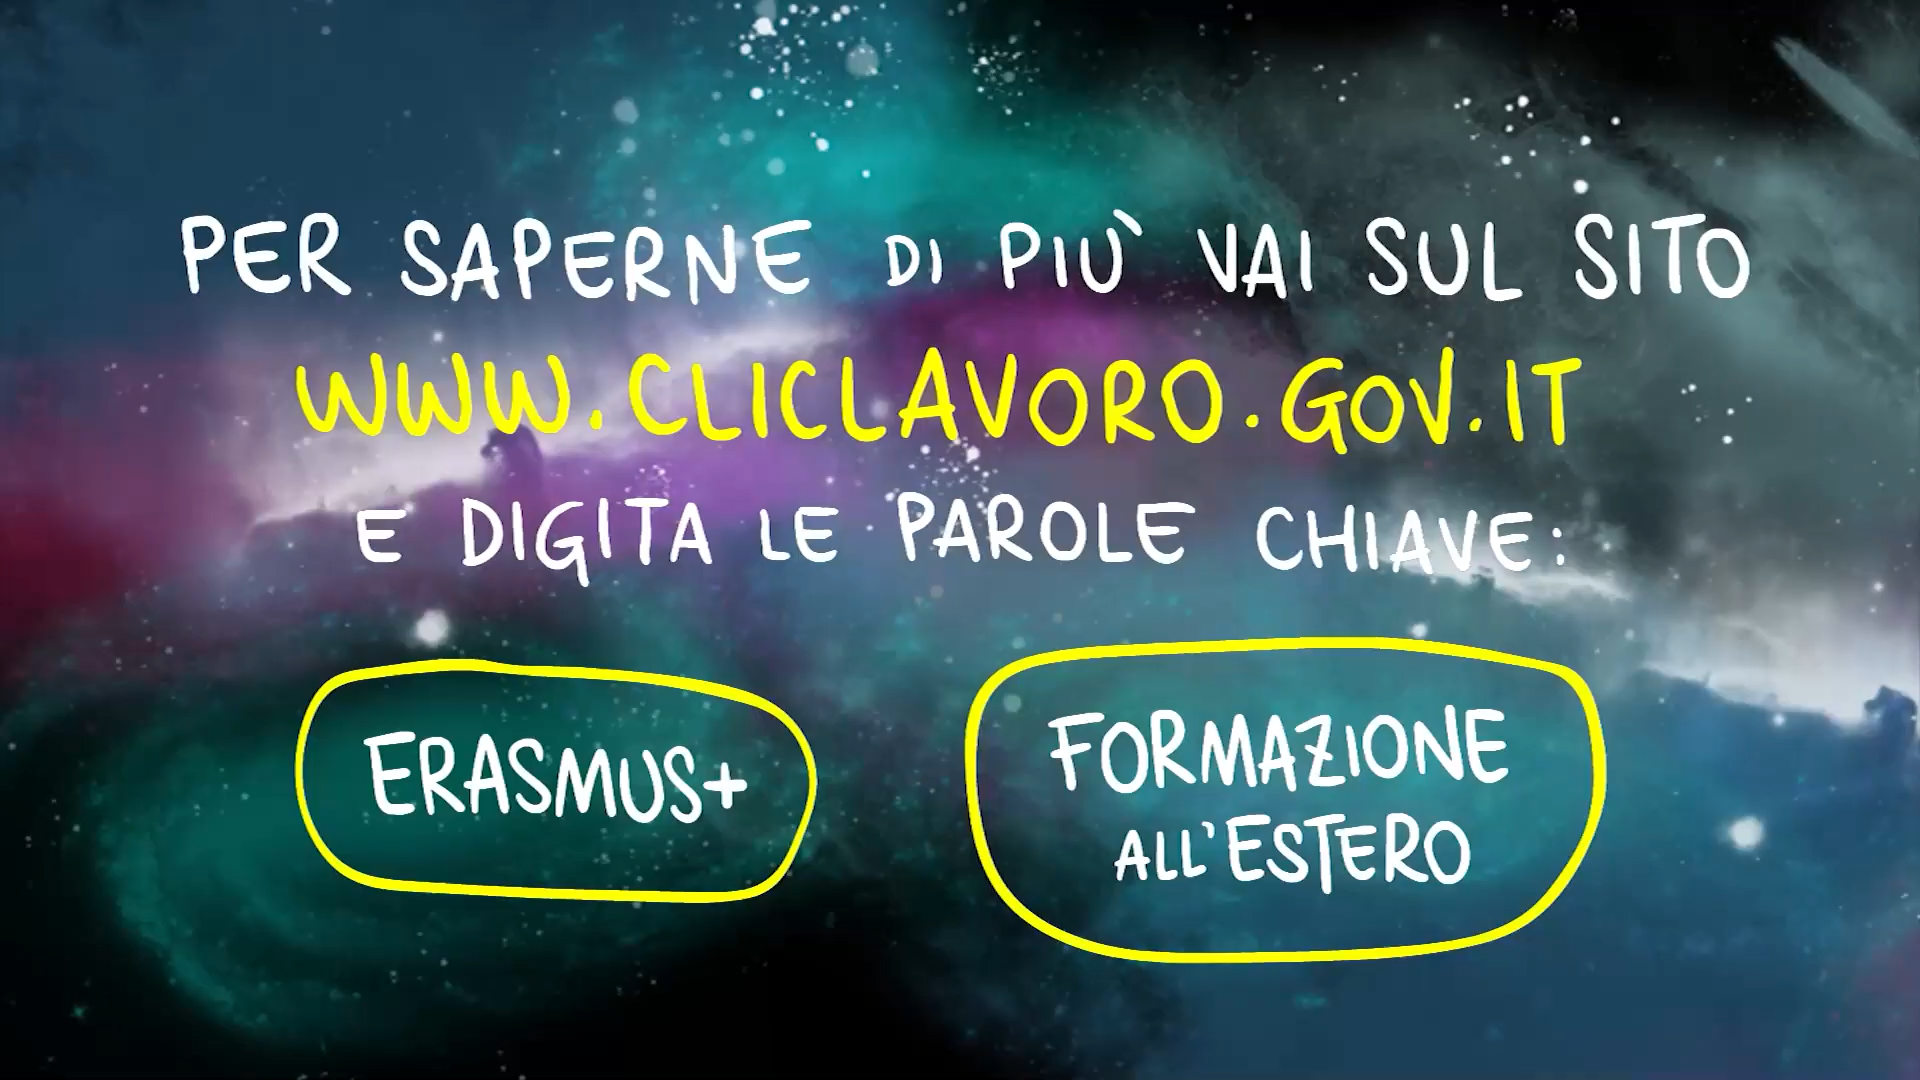 PER SAPERNE DI PIÙ VAI SUL SITO
WWW.CLICLAVORO.GOV.IT
E DIGITA LE PAROLE CHIAVE:
ERASMUS+
FORMAZIONE
ALL'ESTERO